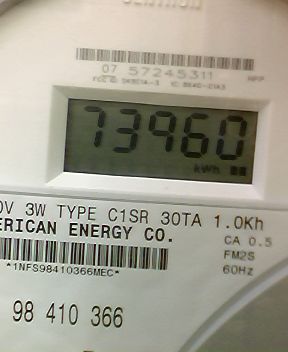 CENTRON
07 57245311
73960
kWh
0V 3W TYPE C1SR 30TA 1.0Kh
ERICAN ENERGY CO.
CA 0.5
FM2S
60Hz
*1NFS98410366MEC*
98 410 366